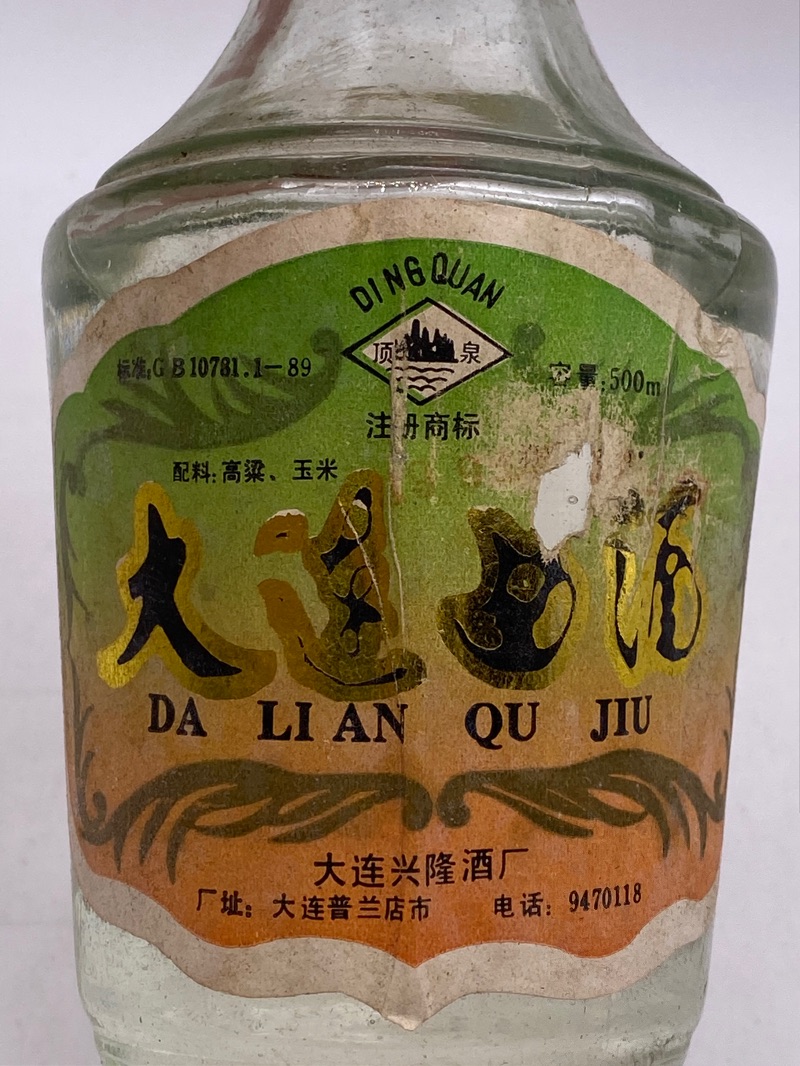 DINGQUAN
顶 泉
标准:GB10781.1-89
容量:500m
注册商标
配料:高粱、玉米
大连曲酒
DA LIAN QU JIU
大连兴隆酒厂
厂址:大连普兰店市 电话:9470118